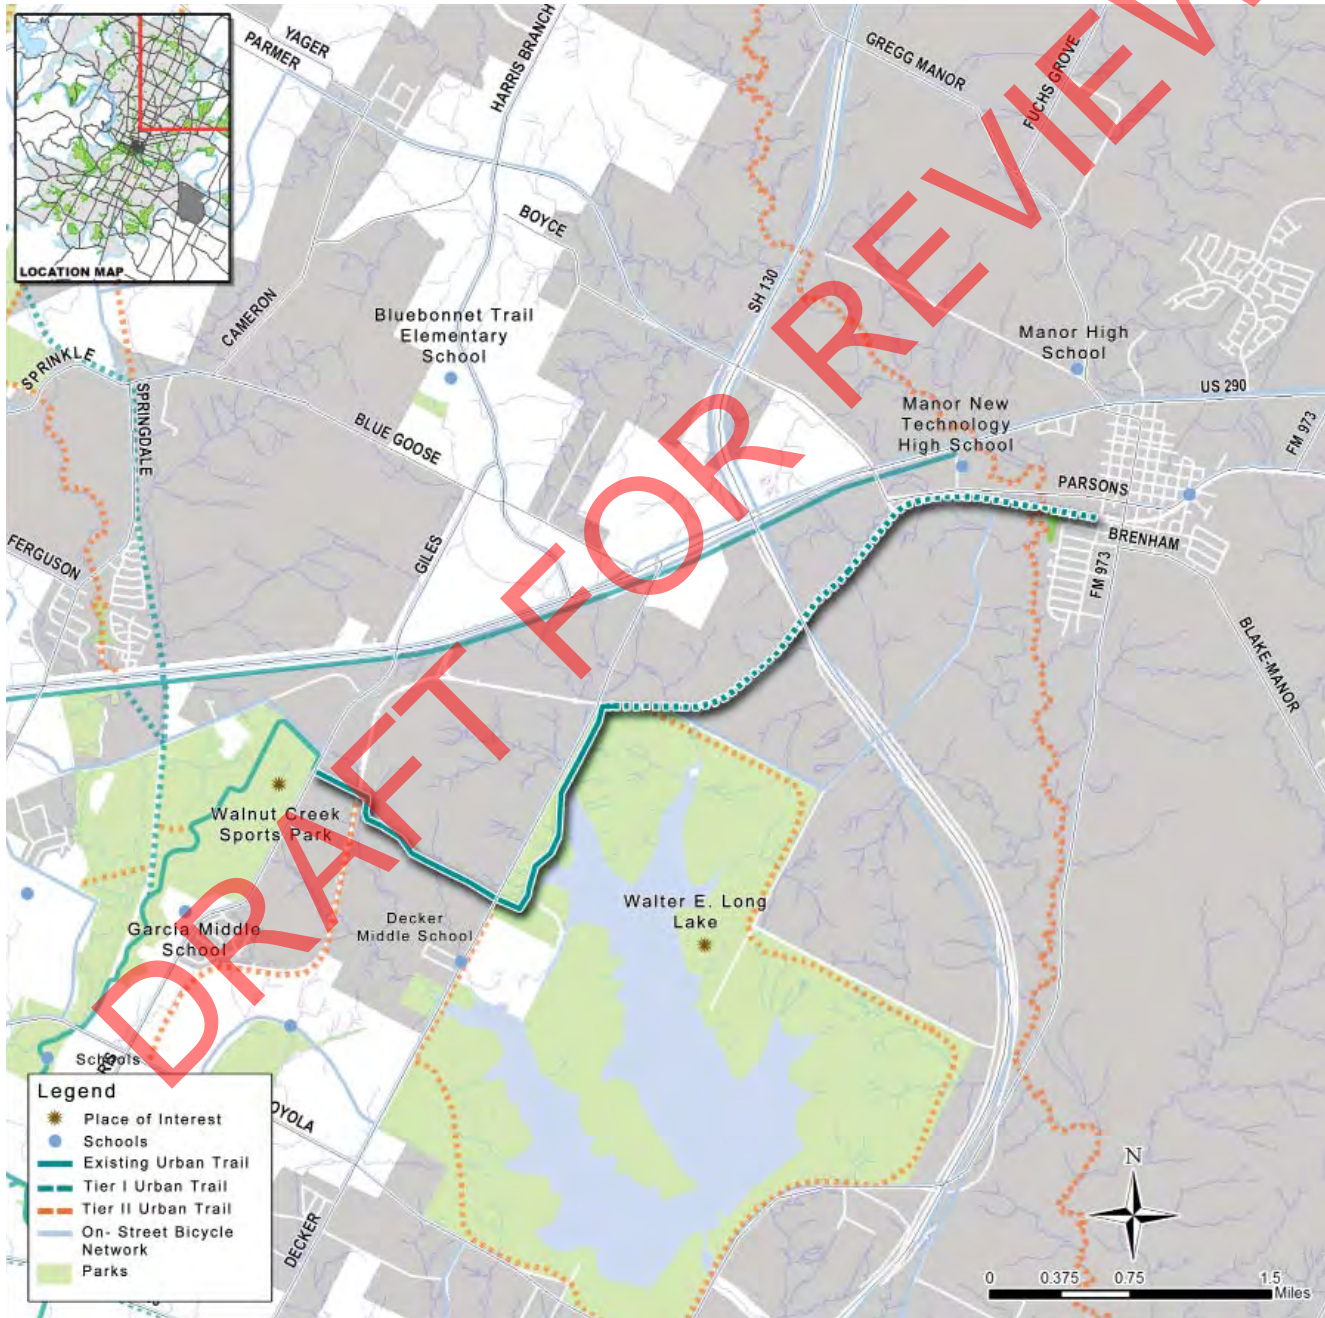 YAGER
PARMER
HARRIS BRANCH
GREGG MANOR
FUCHS GROVE
LOCATION MAP
BOYCE
SH 130
CAMERON
Bluebonnet Trail
Elementary
School
Manor High
School
SPRINKLE
SPRINGDALE
US 290
BLUE GOOSE
Manor New
Technology
High School
FM 973
PARSONS
BRENHAM
FERGUSON
GILES
FM 973
BLAKE-MANOR
Walnut Creek
Sports Park
Walter E. Long
Lake
Decker
Middle School
Garcia Middle
School
Schools
OYOLA
DECKER
Legend
Place of Interest
Schools
Existing Urban Trail
Tier I Urban Trail
Tier II Urban Trail
On- Street Bicycle
Network
Parks
N
0 0.375 0.75 1.5
Miles
DRAFT FOR REVIEW